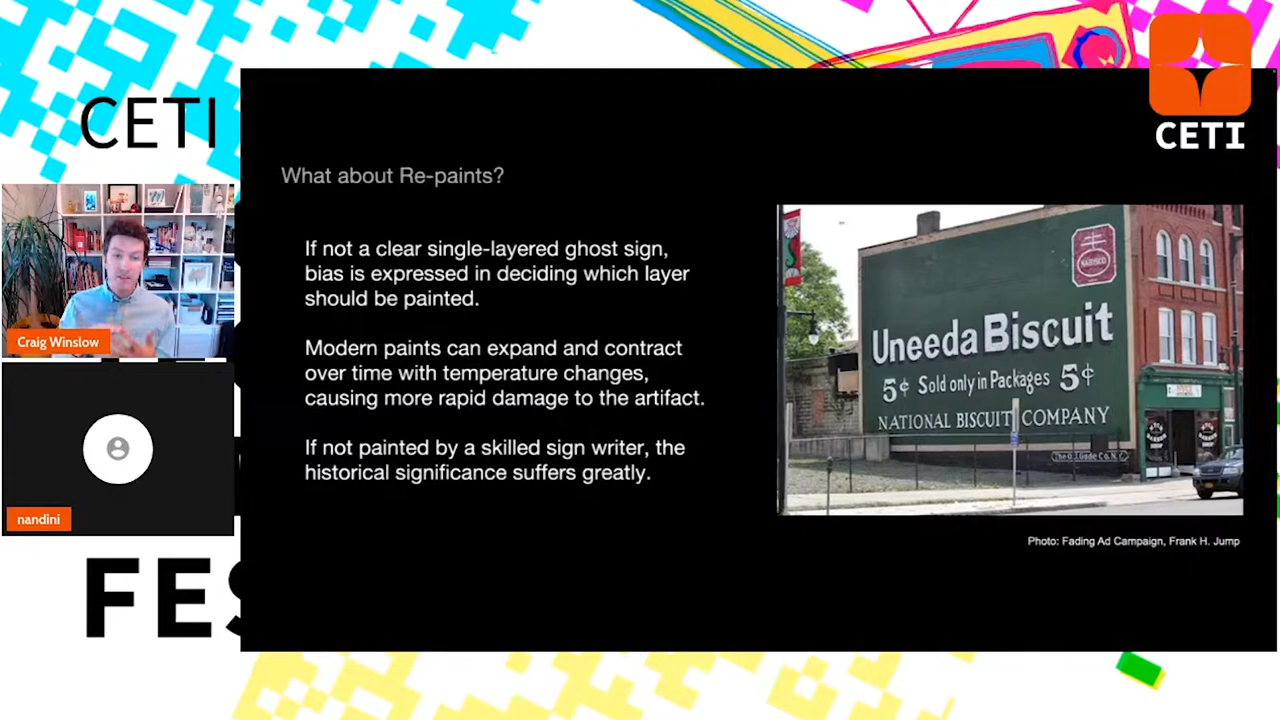 CETI
CETI
What about Re-paints?
If not a clear single-layered ghost sign,
bias is expressed in deciding which layer
should be painted.
Modern paints can expand and contract
over time with temperature changes,
causing more rapid damage to the artifact.
If not painted by a skilled sign writer, the
historical significance suffers greatly.
NABISCO
Uneeda Biscuit
5¢ Sold only in Packages 5¢
NATIONAL BISCUIT COMPANY
Photo: Fading Ad Campaign, Frank H. Jump
Craig Winslow
nandini
FES